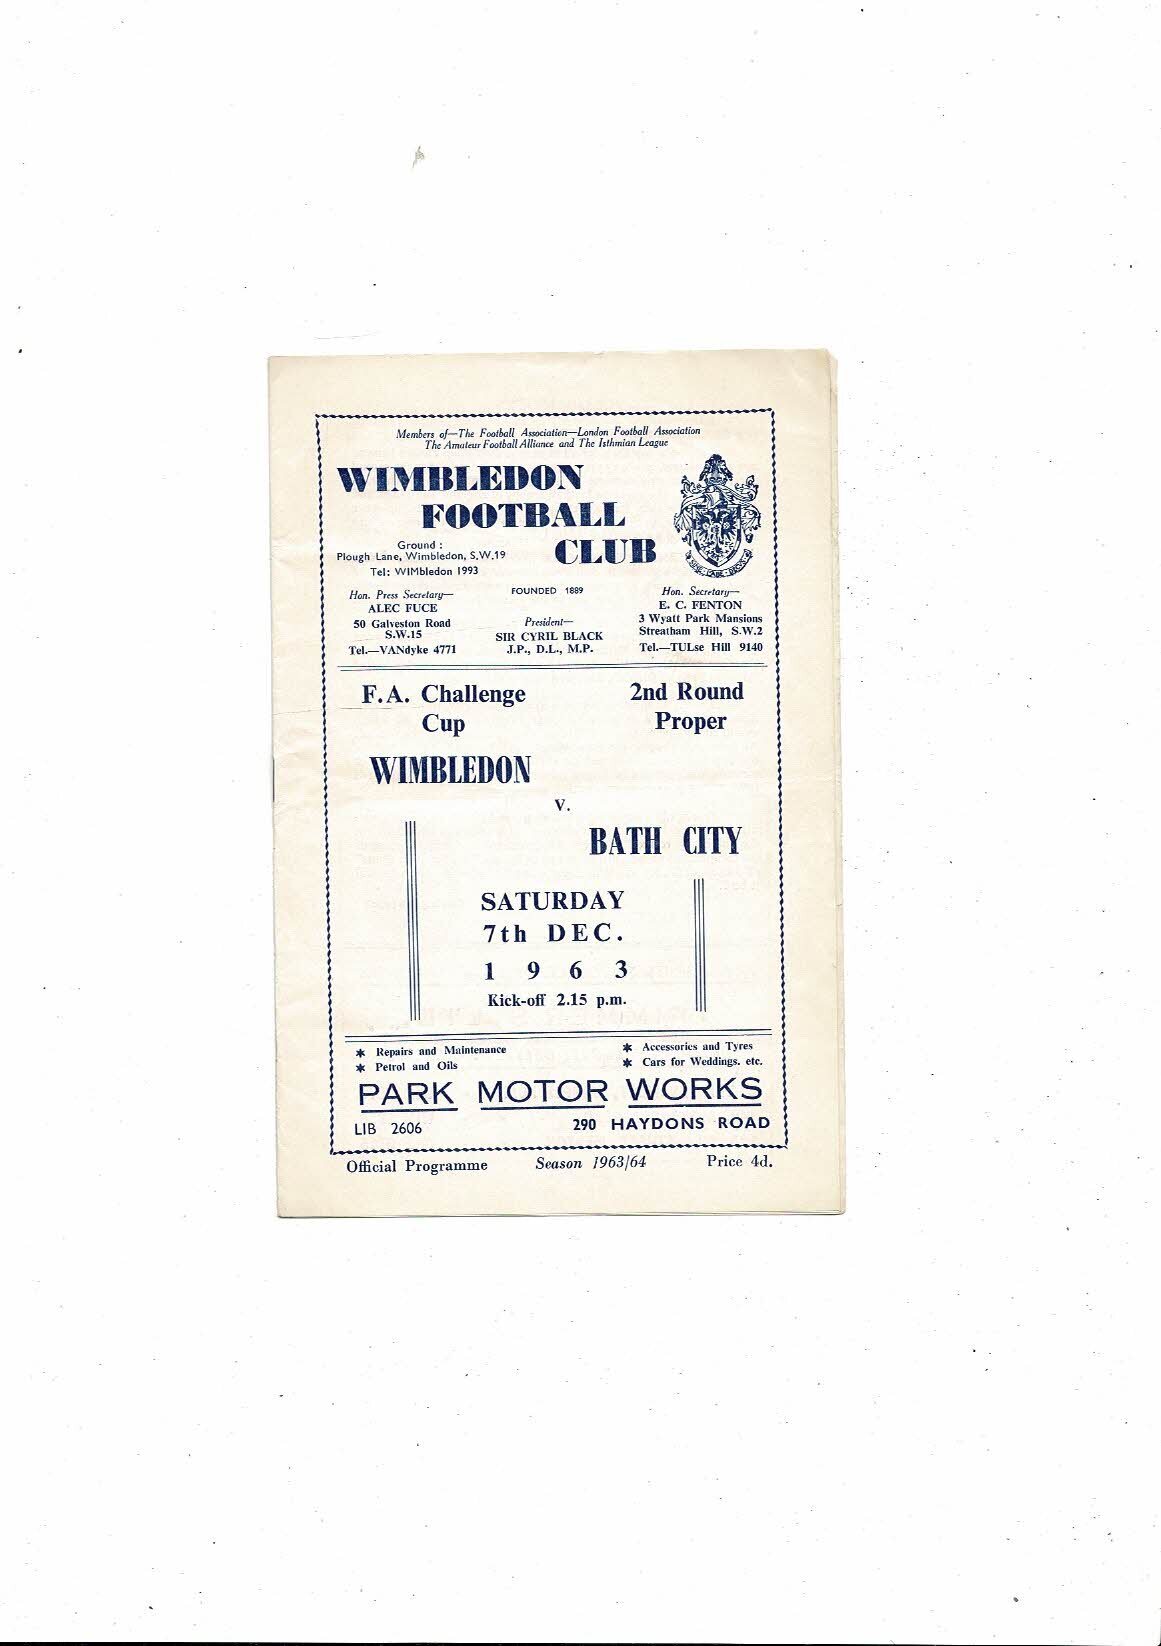 Members of—The Football Association—London Football Association
The Amateur Football Alliance and The Isthmian League
WIMBLEDON
FOOTBALL
CLUB
Ground :
Plough Lane, Wimbledon, S.W.19
Tel: WIMbledon 1993
Hon. Press Secretary—
ALEC FUCE
50 Galveston Road
S.W.15
Tel.—VANdyke 4771
FOUNDED 1889
President—
SIR CYRIL BLACK
J.P., D.L., M.P.
Hon. Secretary—
E. C. FENTON
3 Wyatt Park Mansions
Streatham Hill, S.W.2
Tel.—TULse Hill 9140
F.A. Challenge
Cup
2nd Round
Proper
WIMBLEDON
v.
BATH CITY
SATURDAY
7th DEC.
1 9 6 3
Kick-off 2.15 p.m.
* Repairs and Maintenance
* Petrol and Oils
* Accessories and Tyres
* Cars for Weddings. etc.
PARK MOTOR WORKS
LIB 2606
290 HAYDONS ROAD
Official Programme
Season 1963/64
Price 4d.